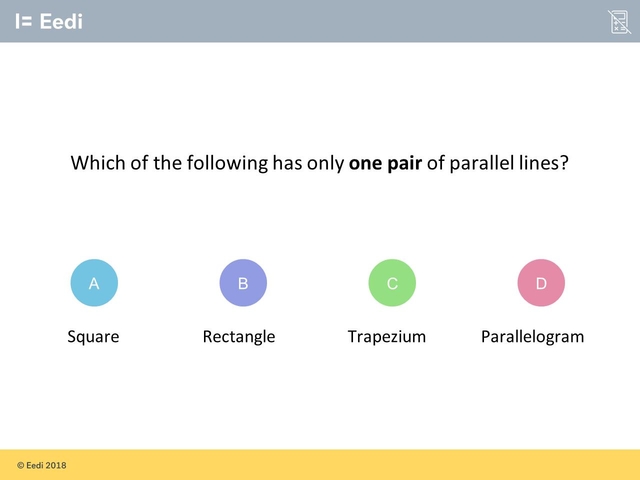 I= Eedi
Which of the following has only one pair of parallel lines?
A
B
C
D
Square
Rectangle
Trapezium
Parallelogram
© Eedi 2018